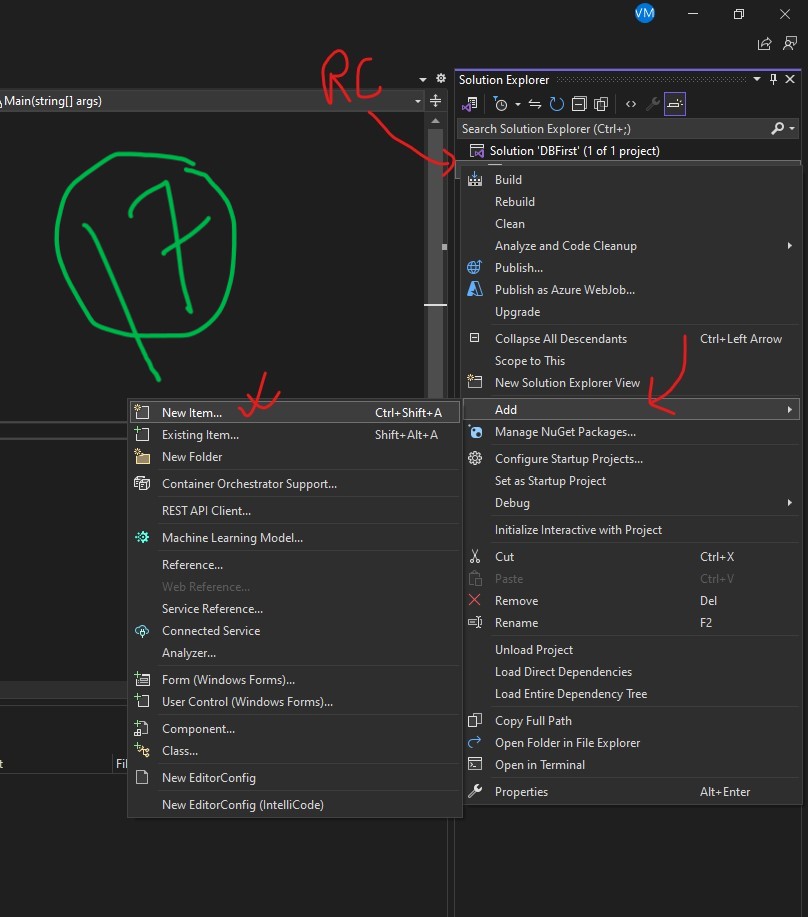 VM
RC
Solution Explorer
Main(string[] args)
Search Solution Explorer (Ctrl+;)
Solution 'DBFirst' (1 of 1 project)
17
Build
Rebuild
Clean
Analyze and Code Cleanup
Publish...
Publish as Azure WebJob...
Upgrade
Collapse All Descendants Ctrl+Left Arrow
Scope to This
New Solution Explorer View
Add
Manage NuGet Packages...
Configure Startup Projects...
Set as Startup Project
Debug
Initialize Interactive with Project
Cut Ctrl+X
Paste Ctrl+V
Remove Del
Rename F2
Unload Project
Load Direct Dependencies
Load Entire Dependency Tree
Copy Full Path
Open Folder in File Explorer
Open in Terminal
Properties Alt+Enter
New Item... Ctrl+Shift+A
Existing Item... Shift+Alt+A
New Folder
Container Orchestrator Support...
REST API Client...
Machine Learning Model...
Reference...
Web Reference...
Service Reference...
Connected Service
Analyzer...
Form (Windows Forms)...
User Control (Windows Forms)...
Component...
Class...
New EditorConfig
New EditorConfig (IntelliCode)